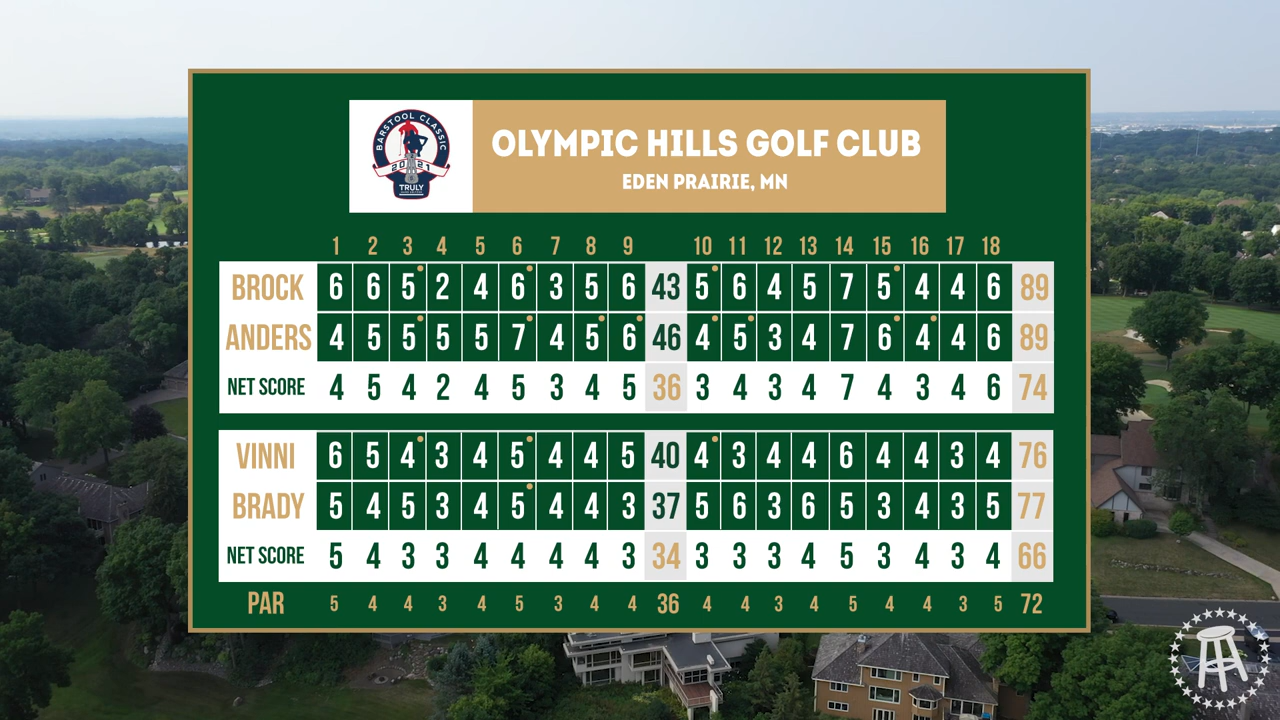 BARSTOOL CLASSIC
2021
TRULY
OLYMPIC HILLS GOLF CLUB
EDEN PRAIRIE, MN
1 2 3 4 5 6 7 8 9 10 11 12 13 14 15 16 17 18
BROCK 6 6 5 2 4 6 3 5 6 43 5 6 4 5 7 5 4 4 6 89
ANDERS 4 5 5 5 5 7 4 5 6 46 4 5 3 4 7 6 4 4 6 89
NET SCORE 4 5 4 2 4 5 3 4 5 36 3 4 3 4 7 4 3 4 6 74
VINNI 6 5 4 3 4 5 4 4 5 40 4 3 4 4 6 4 4 3 4 76
BRADY 5 4 5 3 4 5 4 4 3 37 5 6 3 6 5 3 4 3 5 77
NET SCORE 5 4 3 3 4 4 4 4 3 34 3 3 3 4 5 3 4 3 4 66
PAR 5 4 4 3 4 5 3 4 4 36 4 4 3 4 5 4 4 3 5 72